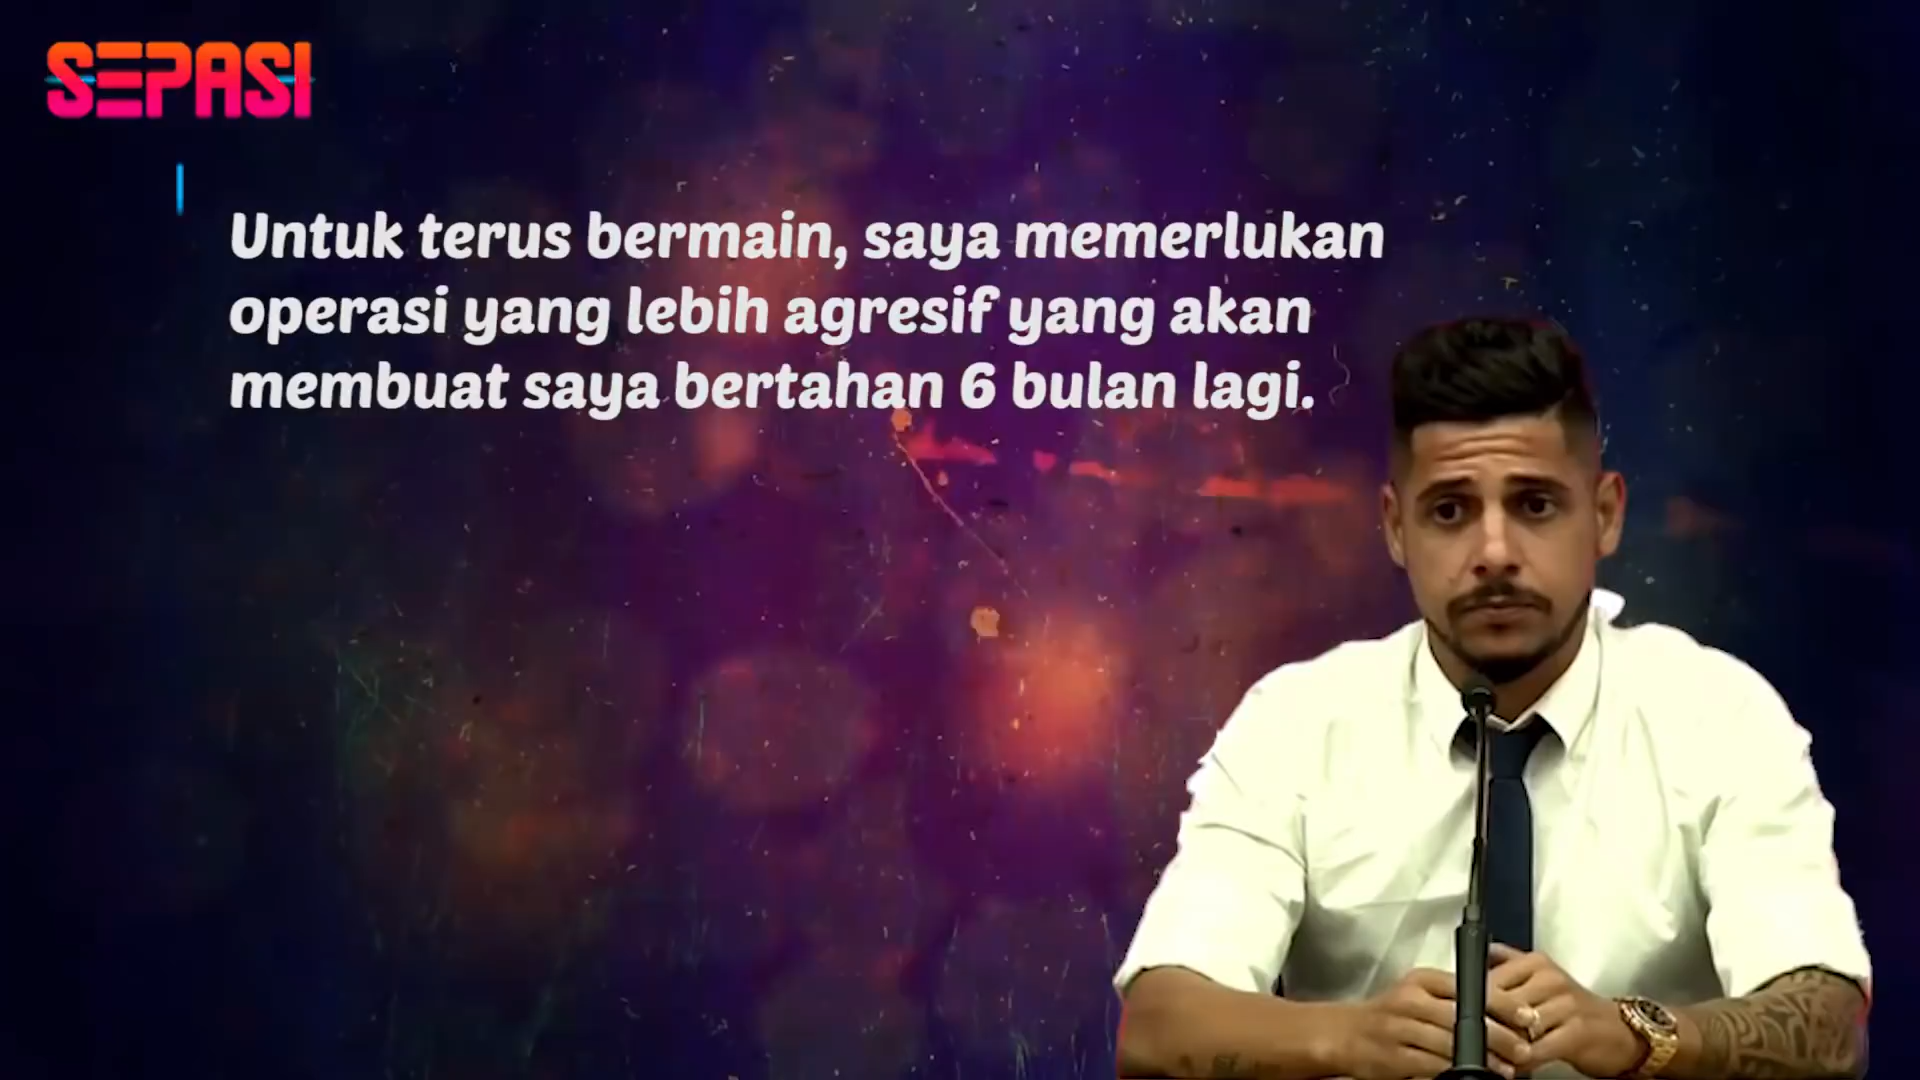 SEPASI
Untuk terus bermain, saya memerlukan
operasi yang lebih agresif yang akan
membuat saya bertahan 6 bulan lagi.